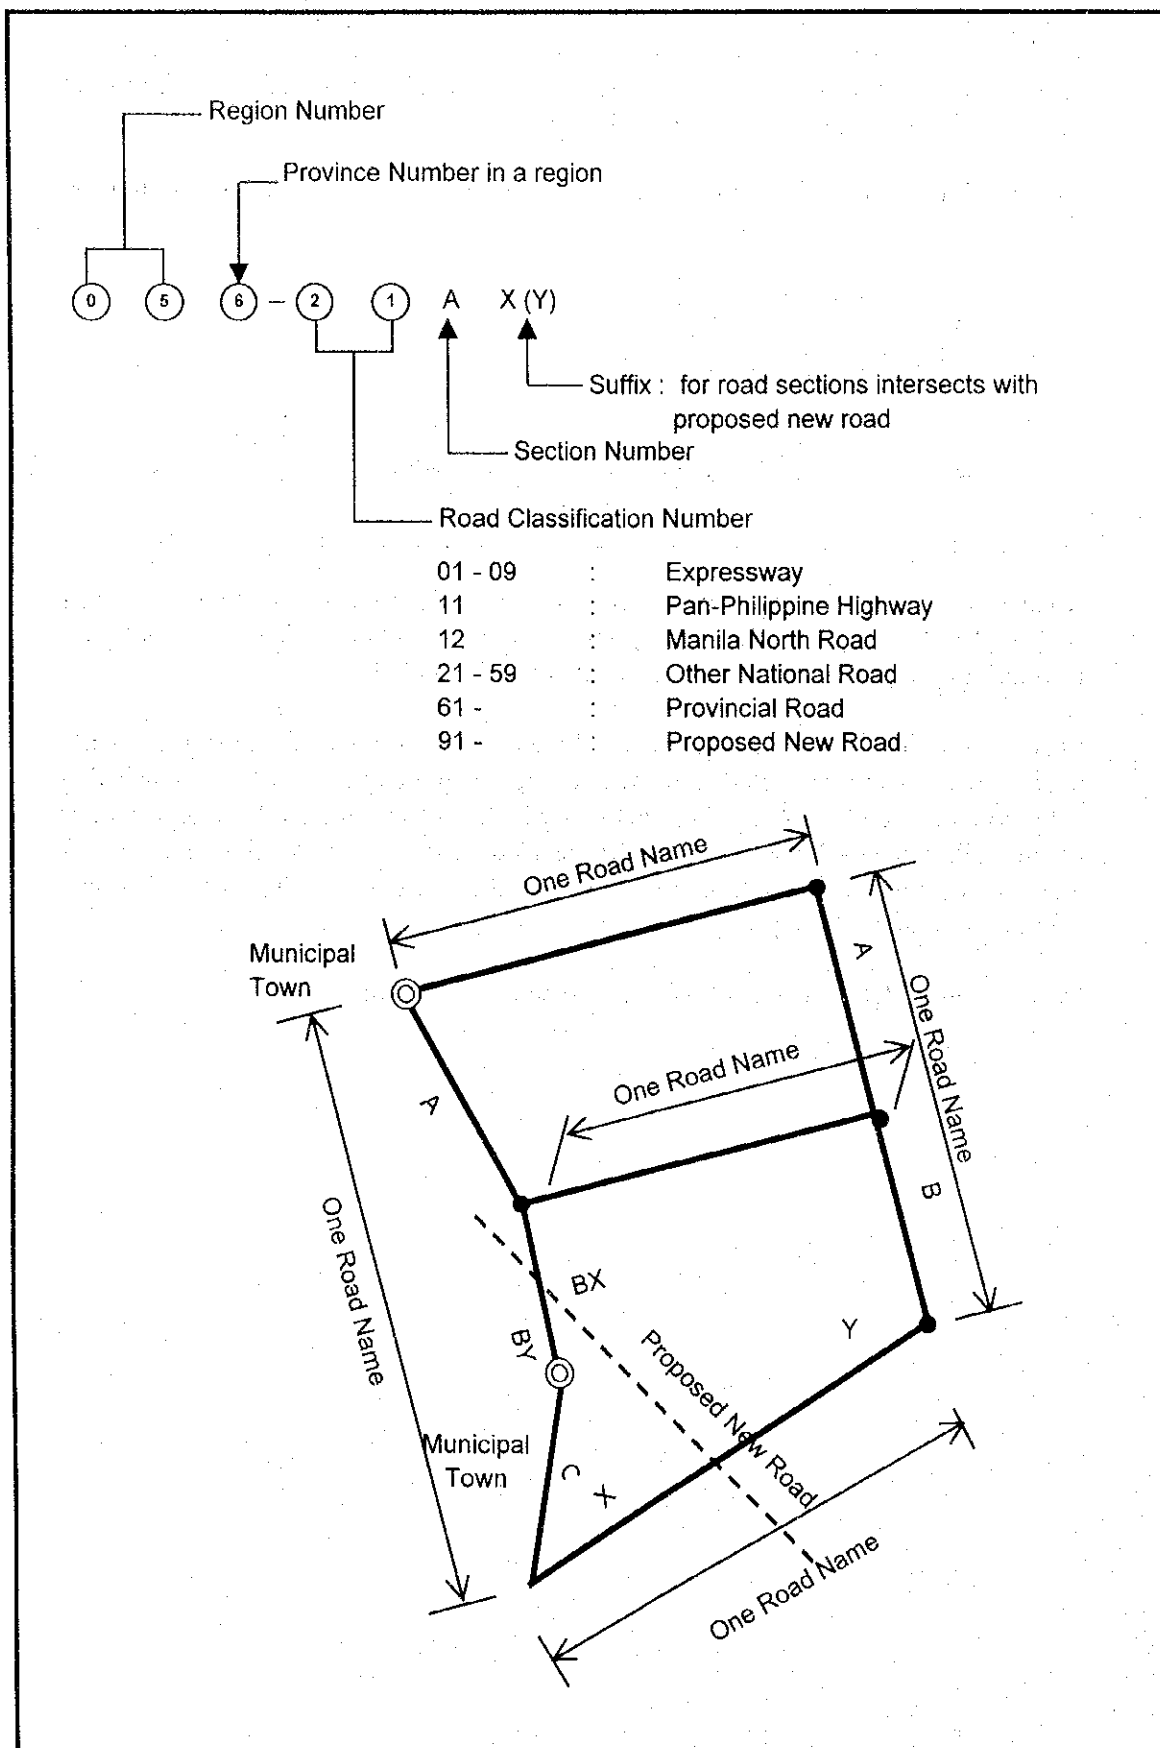 Region Number
Province Number in a region
0 5 6 - 2 1 A X (Y)
Suffix : for road sections intersects with
proposed new road
Section Number
Road Classification Number
01 - 09 : Expressway
11 : Pan-Philippine Highway
12 : Manila North Road
21 - 59 : Other National Road
61 - : Provincial Road
91 - : Proposed New Road
One Road Name
Municipal
Town
A
One Road Name
One Road Name
A
B
One Road Name
BX
BY
Y
Proposed New Road
Municipal
Town
C
X
One Road Name